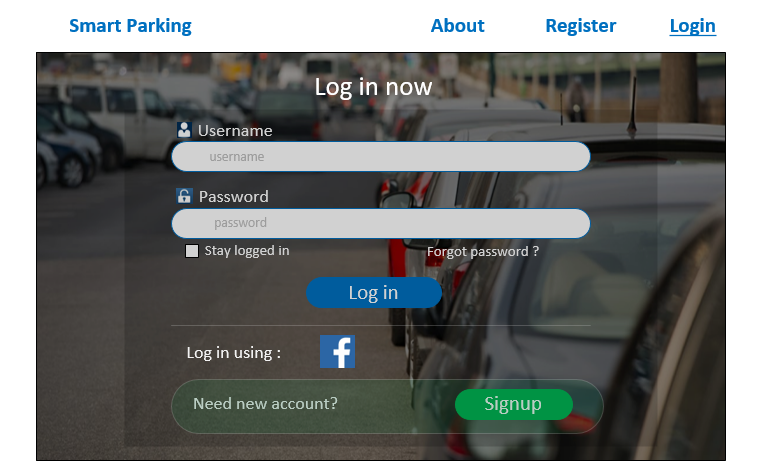 Smart Parking About Register Login
Log in now
Username
username
Password
password
Stay logged in Forgot password ?
Log in
Log in using : f
Need new account? Signup